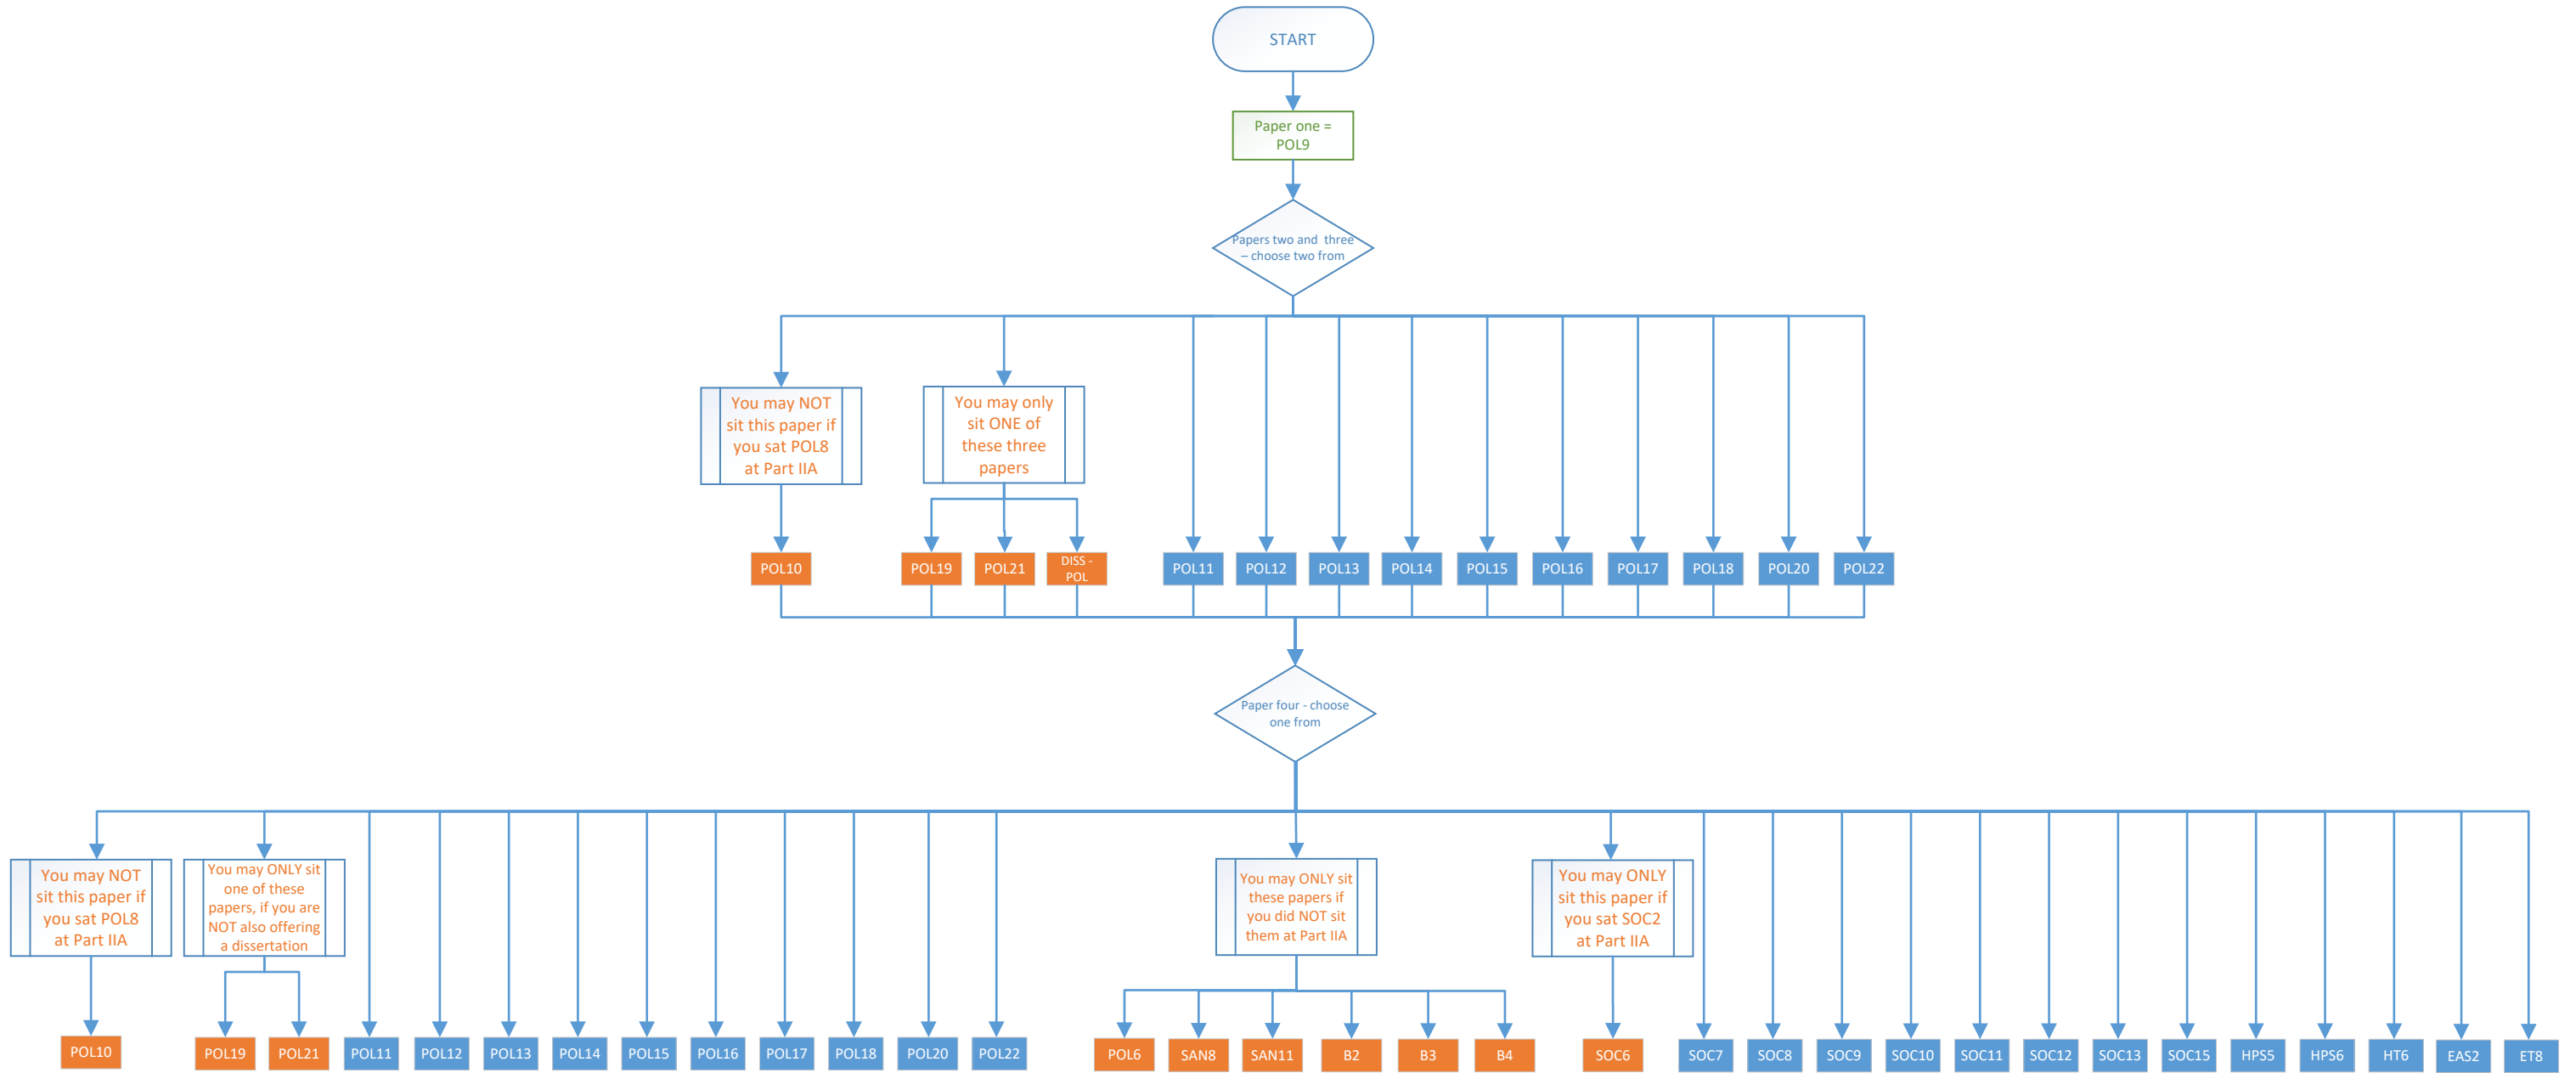 START
Paper one =
POL9
Papers two and  three
– choose two from
You may NOT
sit this paper if
you sat POL8
at Part IIA
You may only
sit ONE of
these three
papers
POL10
POL19
POL21
DISS -
POL
POL11
POL12
POL13
POL14
POL15
POL16
POL17
POL18
POL20
POL22
Paper four - choose
one from
You may NOT
sit this paper if
you sat POL8
at Part IIA
You may ONLY sit
one of these
papers, if you are
NOT also offering
a dissertation
You may ONLY sit
these papers if
you did NOT sit
them at Part IIA
You may ONLY
sit this paper if
you sat SOC2
at Part IIA
POL10
POL19
POL21
POL11
POL12
POL13
POL14
POL15
POL16
POL17
POL18
POL20
POL22
POL6
SAN8
SAN11
B2
B3
B4
SOC6
SOC7
SOC8
SOC9
SOC10
SOC11
SOC12
SOC13
SOC15
HPS5
HPS6
HT6
EAS2
ET8